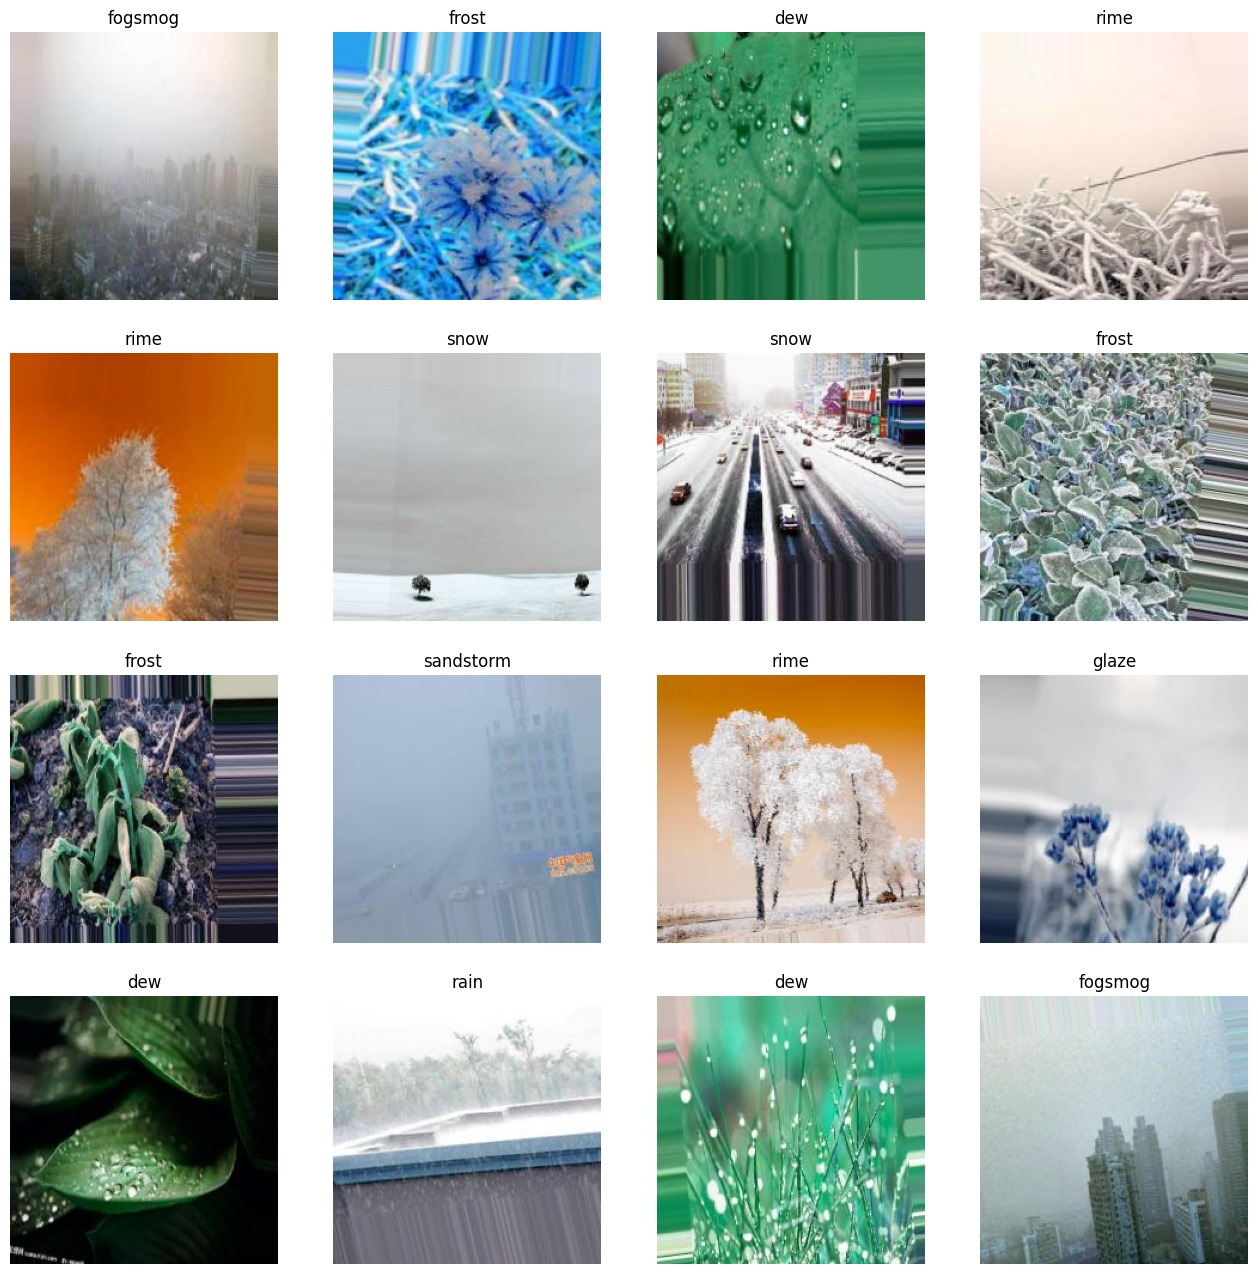 fogsmog
frost
dew
rime
rime
snow
snow
frost
frost
sandstorm
rime
glaze
dew
rain
dew
fogsmog